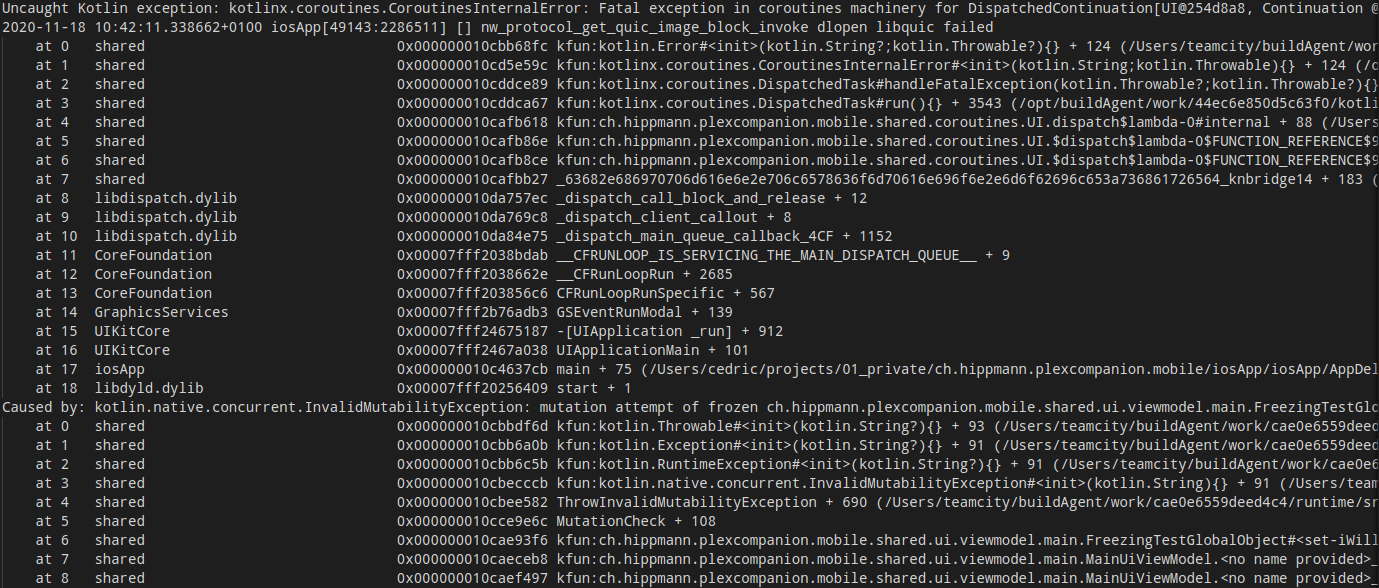 Uncaught Kotlin exception: kotlinx.coroutines.CoroutinesInternalError: Fatal exception in coroutines machinery for DispatchedContinuation[UI@254d8a8, Continuation @
2020-11-18 10:42:11.338662+0100 iosApp[49143:2286511] [] nw_protocol_get_quic_image_block_invoke dlopen libquic failed
at 0 shared 0x000000010cbb68fc kfun:kotlin.Error#<init>(kotlin.String?;kotlin.Throwable?){} + 124 (/Users/teamcity/buildAgent/wor
at 1 shared 0x000000010cd5e59c kfun:kotlinx.coroutines.CoroutinesInternalError#<init>(kotlin.String;kotlin.Throwable){} + 124 (/o
at 2 shared 0x000000010cddce89 kfun:kotlinx.coroutines.DispatchedTask#handleFatalException(kotlin.Throwable?;kotlin.Throwable?){}
at 3 shared 0x000000010cddca67 kfun:kotlinx.coroutines.DispatchedTask#run(){} + 3543 (/opt/buildAgent/work/44ec6e850d5c63f0/kotli
at 4 shared 0x000000010cafb618 kfun:ch.hippmann.plexcompanion.mobile.shared.coroutines.UI.dispatch$lambda-0#internal + 88 (/Users
at 5 shared 0x000000010cafb86e kfun:ch.hippmann.plexcompanion.mobile.shared.coroutines.UI.$dispatch$lambda-0$FUNCTION_REFERENCE$9
at 6 shared 0x000000010cafb8ce kfun:ch.hippmann.plexcompanion.mobile.shared.coroutines.UI.$dispatch$lambda-0$FUNCTION_REFERENCE$9
at 7 shared 0x000000010cafbb27 _63682e686970706d616e6e2e706c6578636f6d70616e696f6e2e6d6f62696c653a736861726564_knbridge14 + 183 (
at 8 libdispatch.dylib 0x000000010da757ec _dispatch_call_block_and_release + 12
at 9 libdispatch.dylib 0x000000010da769c8 _dispatch_client_callout + 8
at 10 libdispatch.dylib 0x000000010da84e75 _dispatch_main_queue_callback_4CF + 1152
at 11 CoreFoundation 0x00007fff2038bdab __CFRUNLOOP_IS_SERVICING_THE_MAIN_DISPATCH_QUEUE__ + 9
at 12 CoreFoundation 0x00007fff2038662e __CFRunLoopRun + 2685
at 13 CoreFoundation 0x00007fff203856c6 CFRunLoopRunSpecific + 567
at 14 GraphicsServices 0x00007fff2b76adb3 GSEventRunModal + 139
at 15 UIKitCore 0x00007fff24675187 -[UIApplication _run] + 912
at 16 UIKitCore 0x00007fff2467a038 UIApplicationMain + 101
at 17 iosApp 0x000000010c4637cb main + 75 (/Users/cedric/projects/01_private/ch.hippmann.plexcompanion.mobile/iosApp/iosApp/AppDel
at 18 libdyld.dylib 0x00007fff20256409 start + 1
Caused by: kotlin.native.concurrent.InvalidMutabilityException: mutation attempt of frozen ch.hippmann.plexcompanion.mobile.shared.ui.viewmodel.main.FreezingTestGlo
at 0 shared 0x000000010cbbdf6d kfun:kotlin.Throwable#<init>(kotlin.String?){} + 93 (/Users/teamcity/buildAgent/work/cae0e6559deed
at 1 shared 0x000000010cbb6a0b kfun:kotlin.Exception#<init>(kotlin.String?){} + 91 (/Users/teamcity/buildAgent/work/cae0e6559deed
at 2 shared 0x000000010cbb6c5b kfun:kotlin.RuntimeException#<init>(kotlin.String?){} + 91 (/Users/teamcity/buildAgent/work/cae0e6
at 3 shared 0x000000010cbecccb kfun:kotlin.native.concurrent.InvalidMutabilityException#<init>(kotlin.String){} + 91 (/Users/team
at 4 shared 0x000000010cbee582 ThrowInvalidMutabilityException + 690 (/Users/teamcity/buildAgent/work/cae0e6559deed4c4/runtime/sr
at 5 shared 0x000000010cce9e6c MutationCheck + 108
at 6 shared 0x000000010cae93f6 kfun:ch.hippmann.plexcompanion.mobile.shared.ui.viewmodel.main.FreezingTestGlobalObject#<set-iWill
at 7 shared 0x000000010caeceb8 kfun:ch.hippmann.plexcompanion.mobile.shared.ui.viewmodel.main.MainUiViewModel.<no name provided>_
at 8 shared 0x000000010caef497 kfun:ch.hippmann.plexcompanion.mobile.shared.ui.viewmodel.main.MainUiViewModel.<no name provided>_